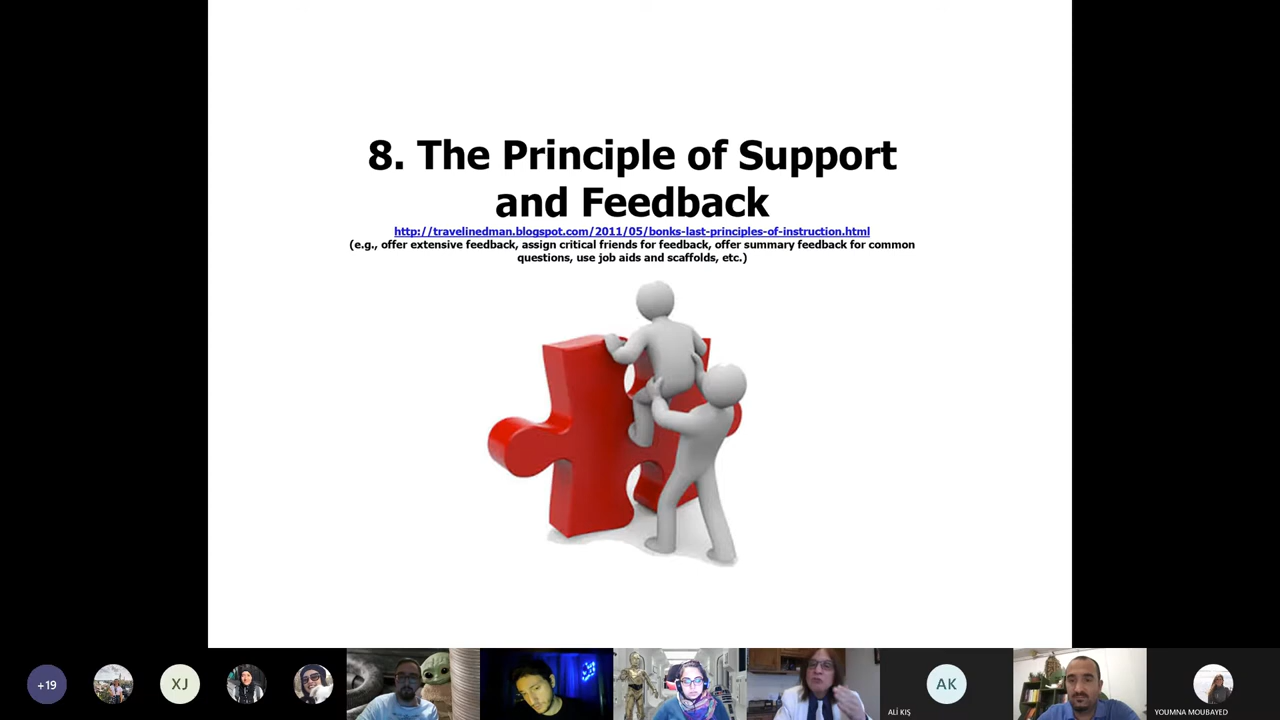 8. The Principle of Support
and Feedback
http://travelinedman.blogspot.com/2011/05/bonks-last-principles-of-instruction.html
(e.g., offer extensive feedback, assign critical friends for feedback, offer summary feedback for common
questions, use job aids and scaffolds, etc.)
+19
XJ
AK
ALİ KIŞ
YOUMNA MOUBAYED